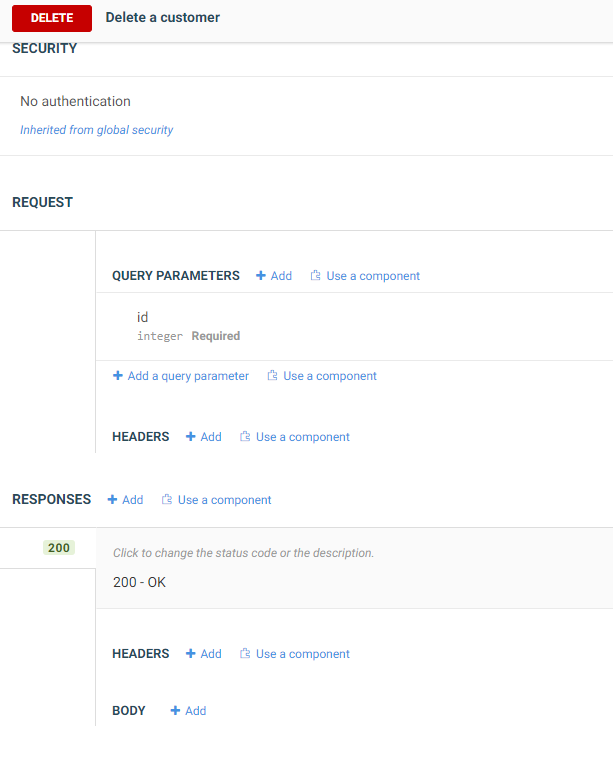 DELETE Delete a customer
SECURITY
No authentication
Inherited from global security
REQUEST
QUERY PARAMETERS Add Use a component
id
integer Required
Add a query parameter Use a component
HEADERS Add Use a component
RESPONSES Add Use a component
200 Click to change the status code or the description.
200 - OK
HEADERS Add Use a component
BODY Add